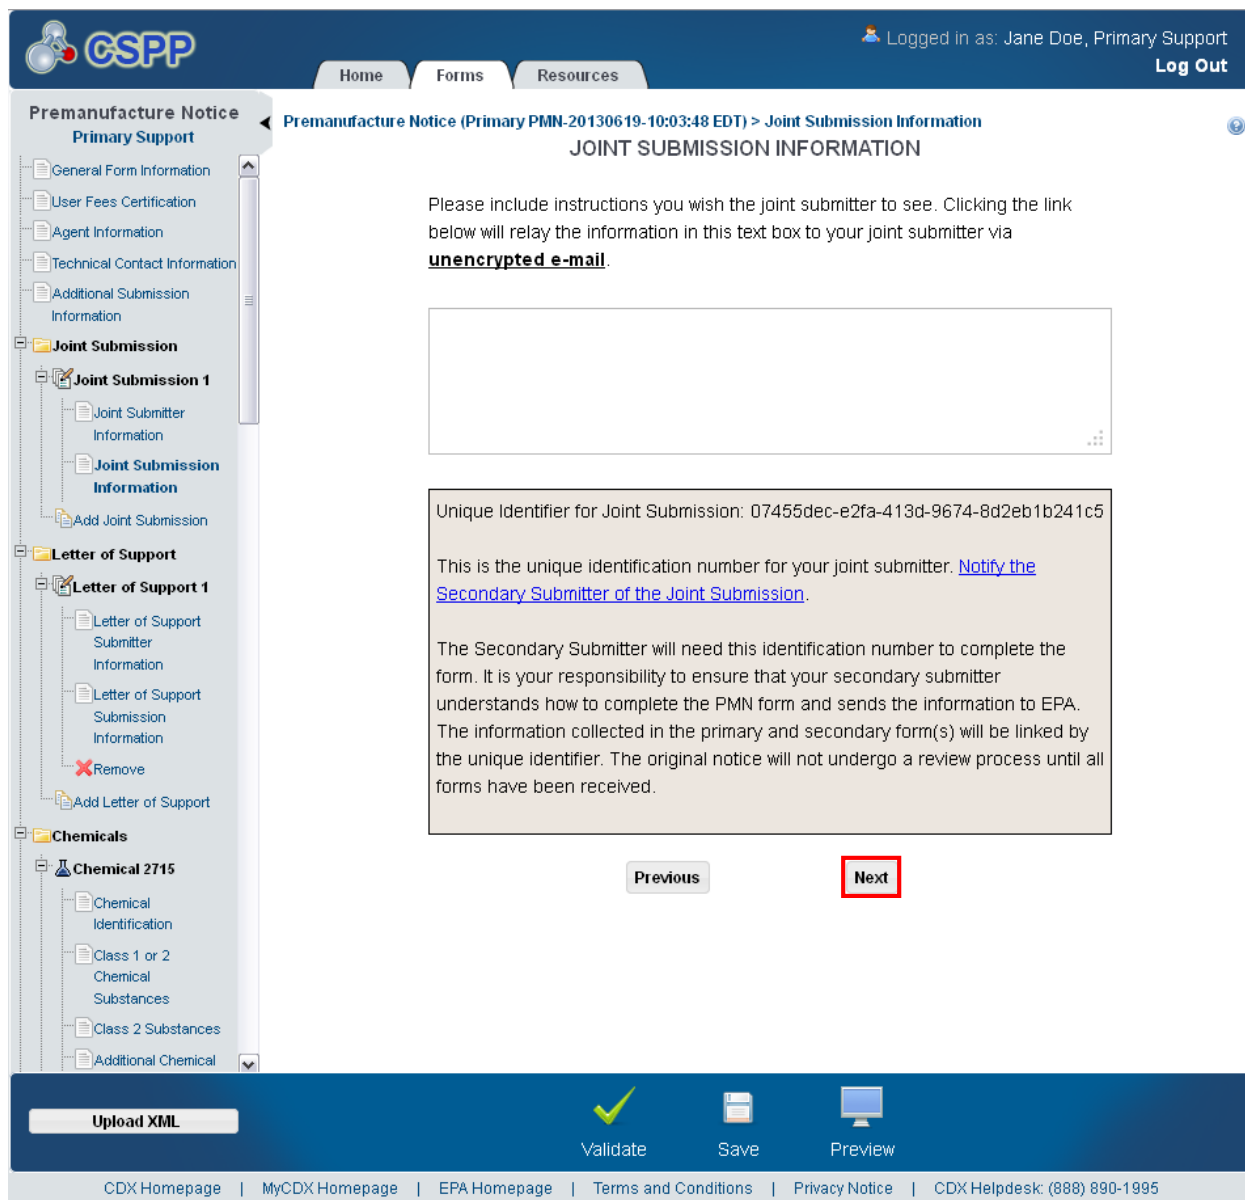 CSPP
Logged in as: Jane Doe, Primary Support
Log Out
Home
Forms
Resources
Premanufacture Notice
Primary Support
General Form Information
User Fees Certification
Agent Information
Technical Contact Information
Additional Submission
Information
Joint Submission
Joint Submission 1
Joint Submitter
Information
Joint Submission
Information
Add Joint Submission
Letter of Support
Letter of Support 1
Letter of Support
Submitter
Information
Letter of Support
Submission
Information
Remove
Add Letter of Support
Chemicals
Chemical 2715
Chemical
Identification
Class 1 or 2
Chemical
Substances
Class 2 Substances
Additional Chemical
Premanufacture Notice (Primary PMN-20130619-10:03:48 EDT) > Joint Submission Information
JOINT SUBMISSION INFORMATION
Please include instructions you wish the joint submitter to see. Clicking the link
below will relay the information in this text box to your joint submitter via
unencrypted e-mail.
Unique Identifier for Joint Submission: 07455dec-e2fa-413d-9674-8d2eb1b241c5
This is the unique identification number for your joint submitter. Notify the
Secondary Submitter of the Joint Submission.
The Secondary Submitter will need this identification number to complete the
form. It is your responsibility to ensure that your secondary submitter
understands how to complete the PMN form and sends the information to EPA.
The information collected in the primary and secondary form(s) will be linked by
the unique identifier. The original notice will not undergo a review process until all
forms have been received.
Previous
Next
Upload XML
Validate
Save
Preview
CDX Homepage | MyCDX Homepage | EPA Homepage | Terms and Conditions | Privacy Notice | CDX Helpdesk: (888) 890-1995